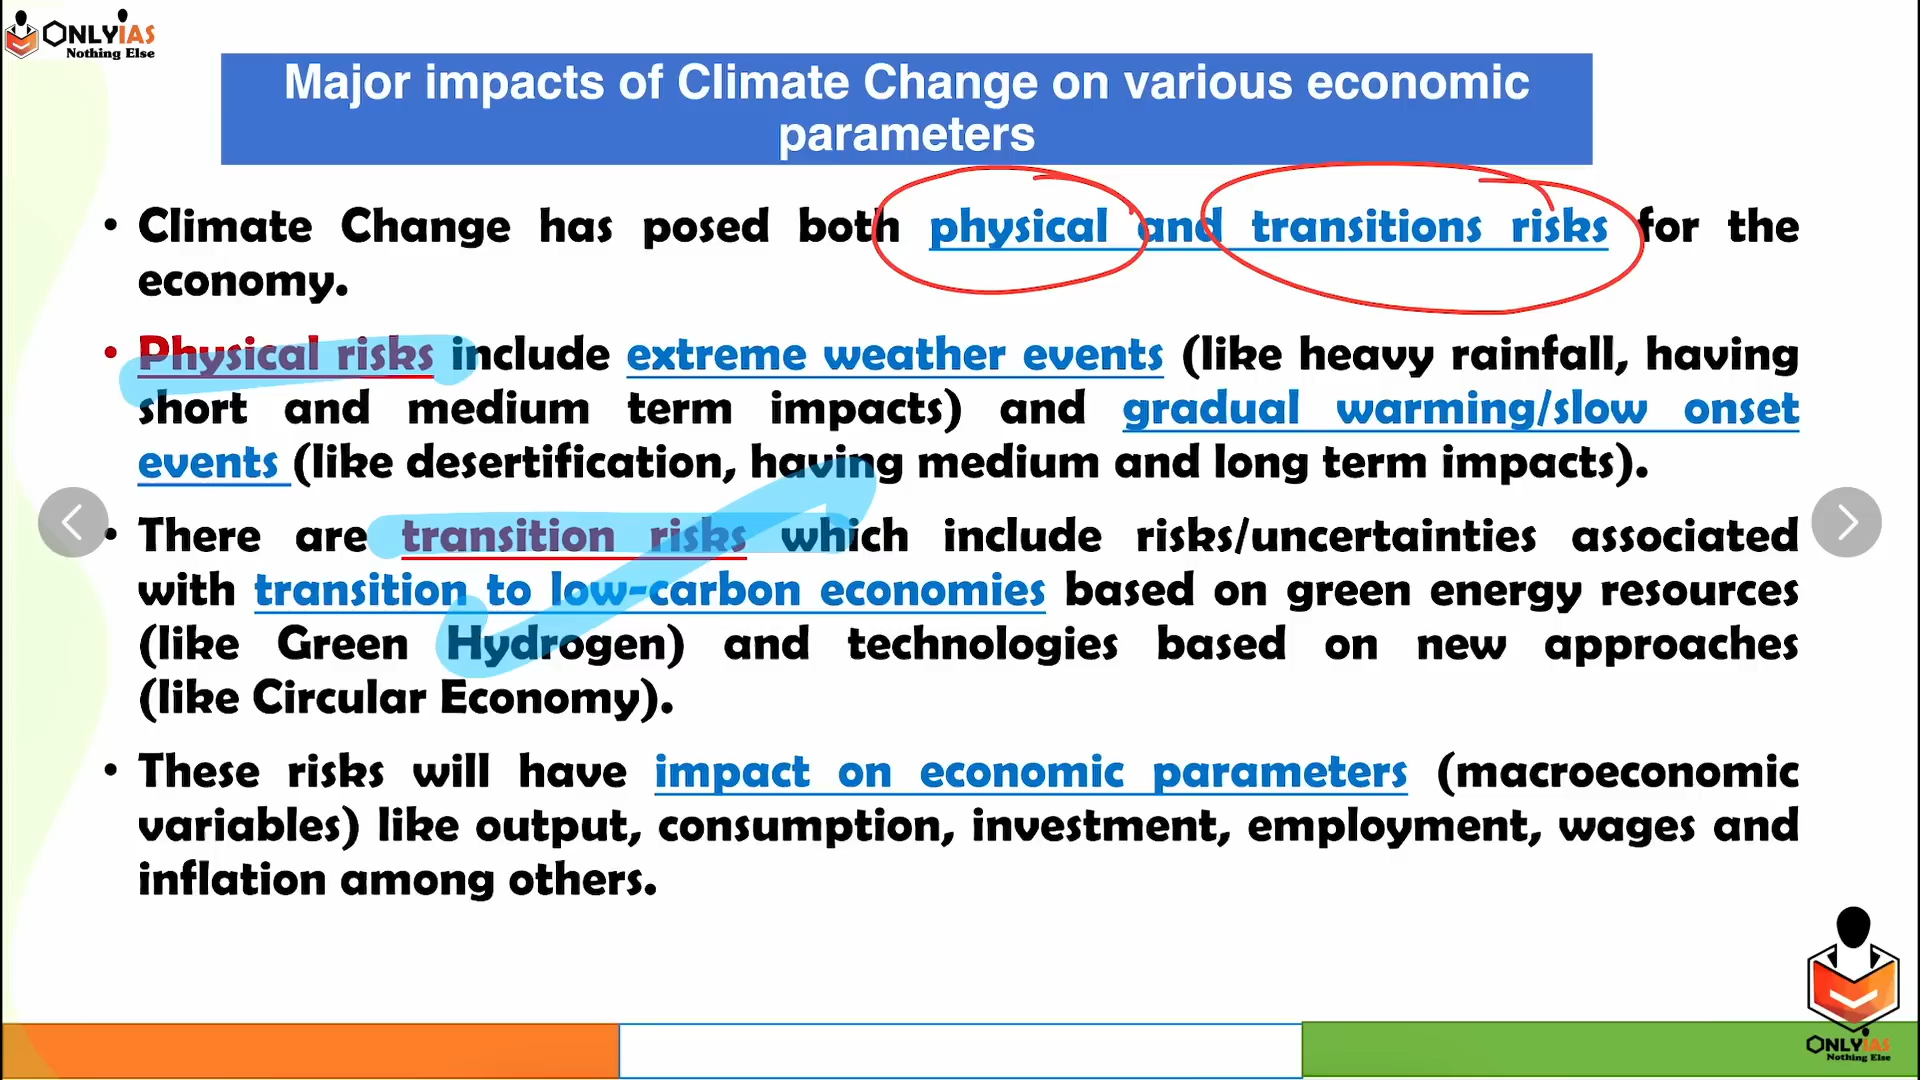 ONLYIAS
Nothing Else
Major impacts of Climate Change on various economic
parameters
• Climate Change has posed both physical and transitions risks for the
economy.
• Physical risks include extreme weather events (like heavy rainfall, having
short and medium term impacts) and gradual warming/slow onset
events (like desertification, having medium and long term impacts).
• There are transition risks which include risks/uncertainties associated
with transition to low-carbon economies based on green energy resources
(like Green Hydrogen) and technologies based on new approaches
(like Circular Economy).
• These risks will have impact on economic parameters (macroeconomic
variables) like output, consumption, investment, employment, wages and
inflation among others.
ONLYIAS
Nothing Else